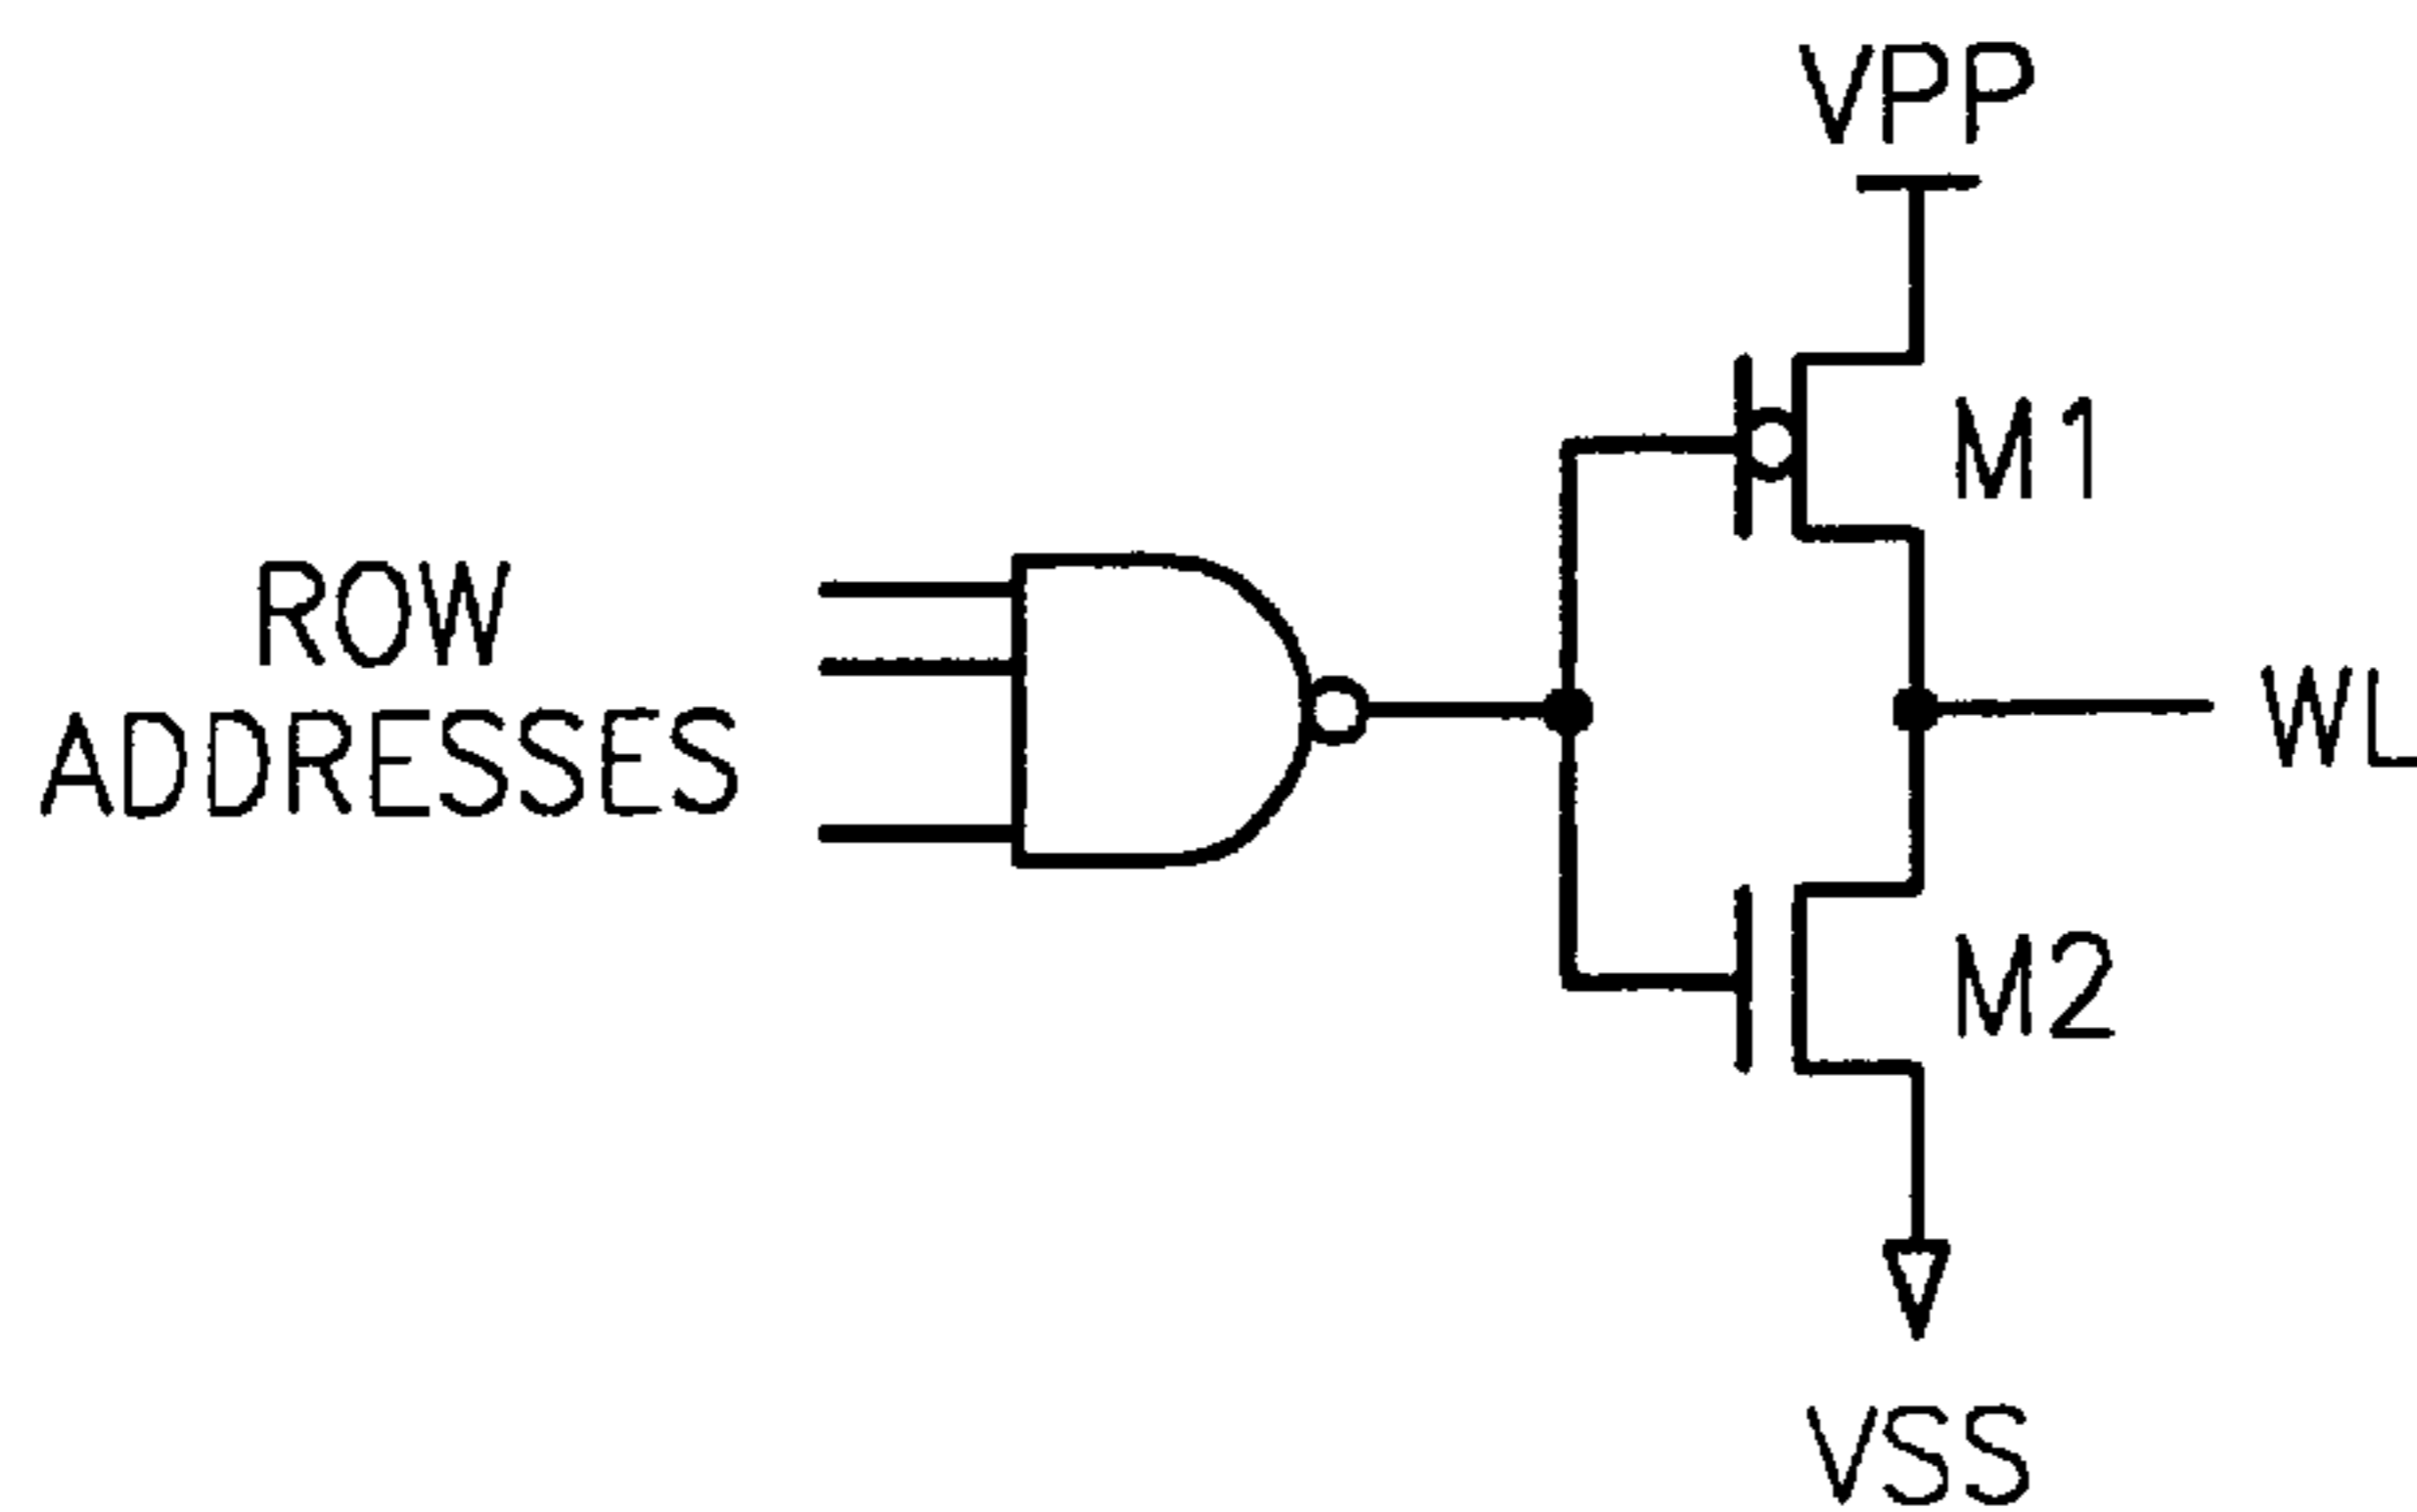 VPP
M1
ROW
ADDRESSES
WL
M2
VSS